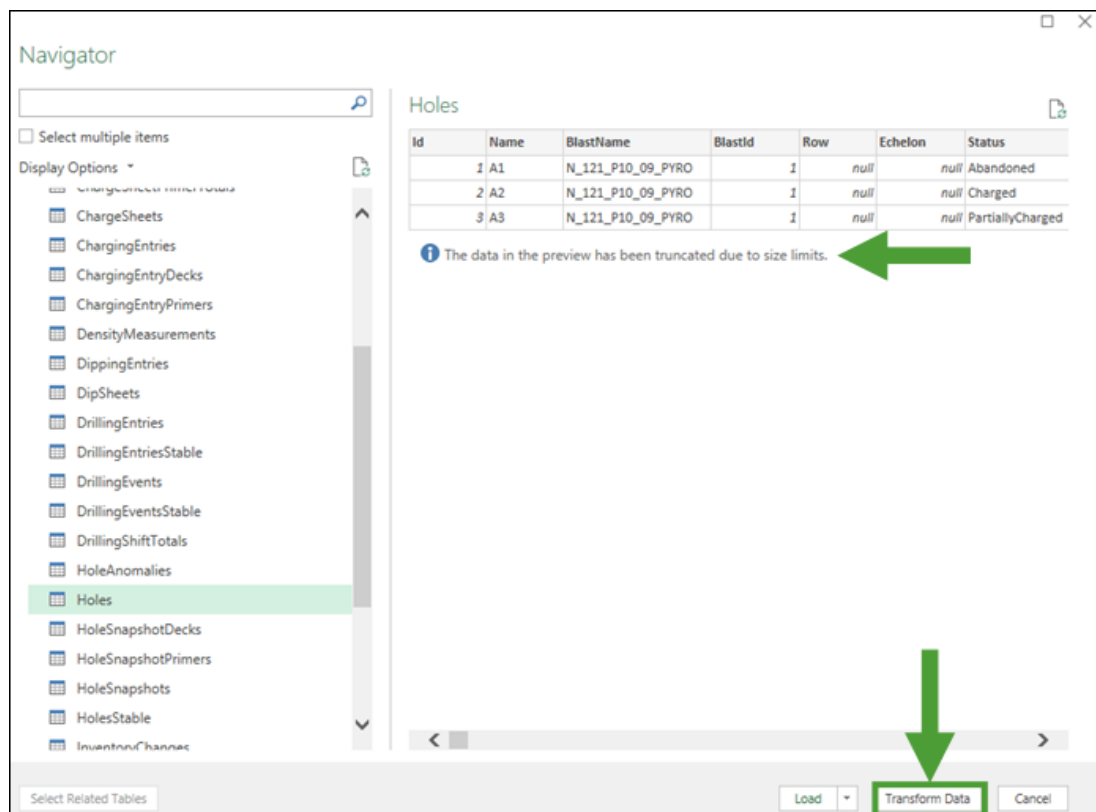 Navigator
Select multiple items
Display Options
ChargeSheetPrimerTotals
ChargeSheets
ChargingEntries
ChargingEntryDecks
ChargingEntryPrimers
DensityMeasurements
DippingEntries
DipSheets
DrillingEntries
DrillingEntriesStable
DrillingEvents
DrillingEventsStable
DrillingShiftTotals
HoleAnomalies
Holes
HoleSnapshotDecks
HoleSnapshotPrimers
HoleSnapshots
HolesStable
InventoryChanges
Holes
Id Name BlastName BlastId Row Echelon Status
1 A1 N_121_P10_09_PYRO 1 null null Abandoned
2 A2 N_121_P10_09_PYRO 1 null null Charged
3 A3 N_121_P10_09_PYRO 1 null null PartiallyCharged
The data in the preview has been truncated due to size limits.
Select Related Tables Load Transform Data Cancel